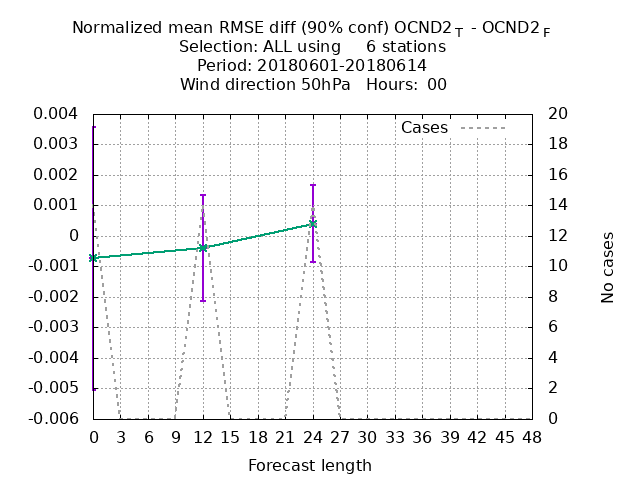 Normalized mean RMSE diff (90% conf) OCND2 T - OCND2 F
Selection: ALL using 6 stations
Period: 20180601-20180614
Wind direction 50hPa Hours: 00
Cases
0.004
0.003
0.002
0.001
0
-0.001
-0.002
-0.003
-0.004
-0.005
-0.006
20
18
16
14
12
10
8
6
4
2
0
No cases
0 3 6 9 12 15 18 21 24 27 30 33 36 39 42 45 48
Forecast length